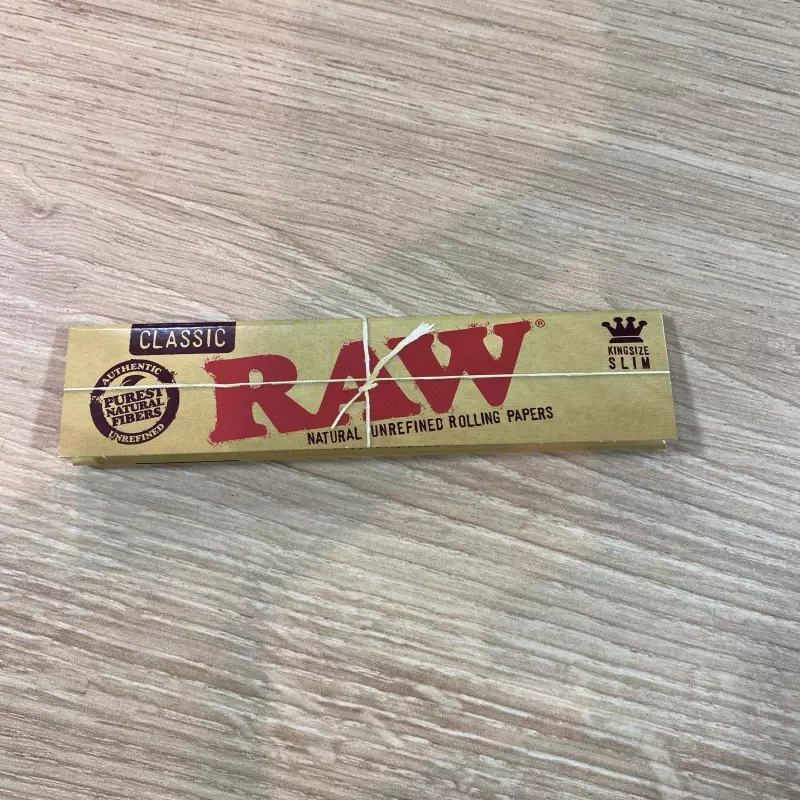 CLASSIC
AUTHENTIC
PUREST
NATURAL
FIBERS
UNREFINED
RAW®
NATURAL UNREFINED ROLLING PAPERS
KINGSIZE
SLIM